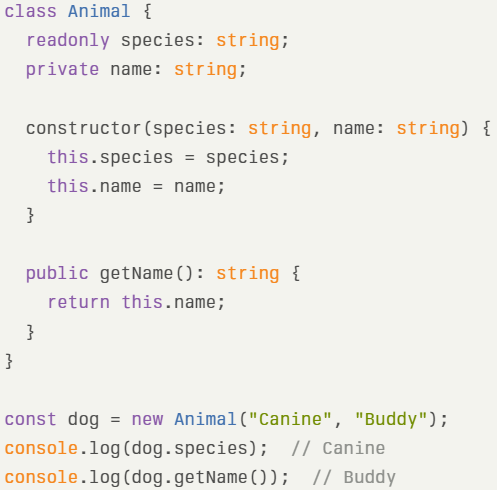 class Animal {
  readonly species: string;
  private name: string;

  constructor(species: string, name: string) {
    this.species = species;
    this.name = name;
  }

  public getName(): string {
    return this.name;
  }
}

const dog = new Animal("Canine", "Buddy");
console.log(dog.species);  // Canine
console.log(dog.getName());  // Buddy